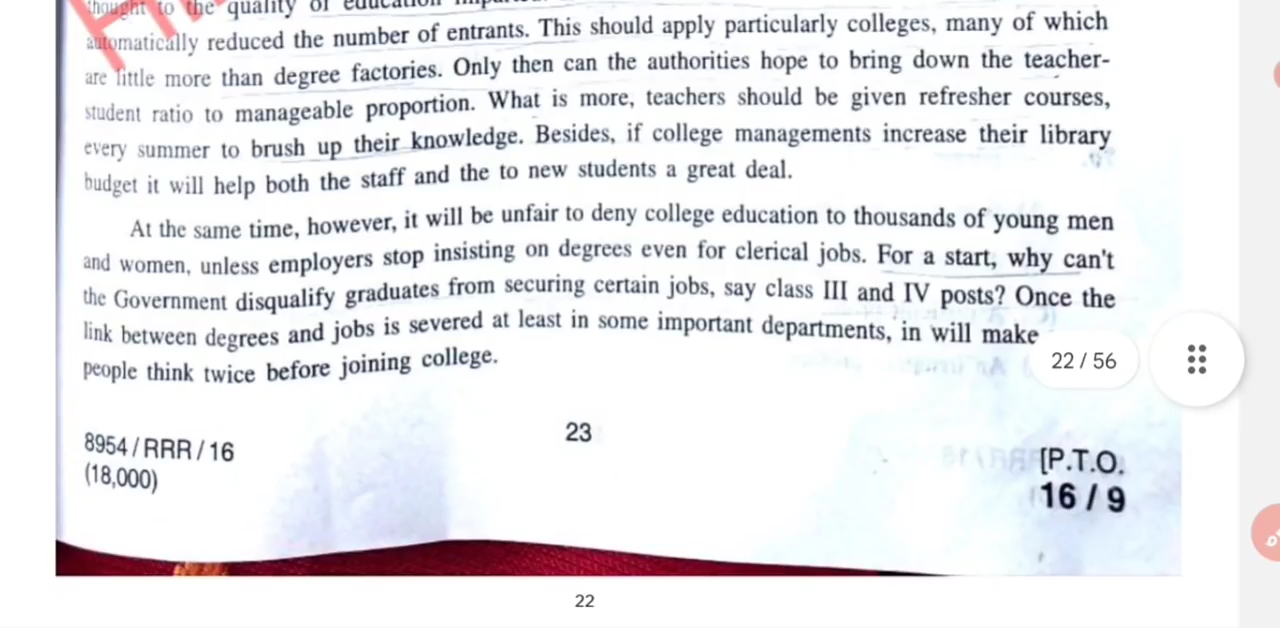 thought to the quality of education
automatically reduced the number of entrants. This should apply particularly colleges, many of which
are little more than degree factories. Only then can the authorities hope to bring down the teacher-
student ratio to manageable proportion. What is more, teachers should be given refresher courses,
every summer to brush up their knowledge. Besides, if college managements increase their library
budget it will help both the staff and the to new students a great deal.
At the same time, however, it will be unfair to deny college education to thousands of young men
and women, unless employers stop insisting on degrees even for clerical jobs. For a start, why can't
the Government disqualify graduates from securing certain jobs, say class III and IV posts? Once the
link between degrees and jobs is severed at least in some important departments, in will make
people think twice before joining college.
22 / 56
8954 / RRR / 16
(18,000)
23
[P.T.O.
16 / 9
22